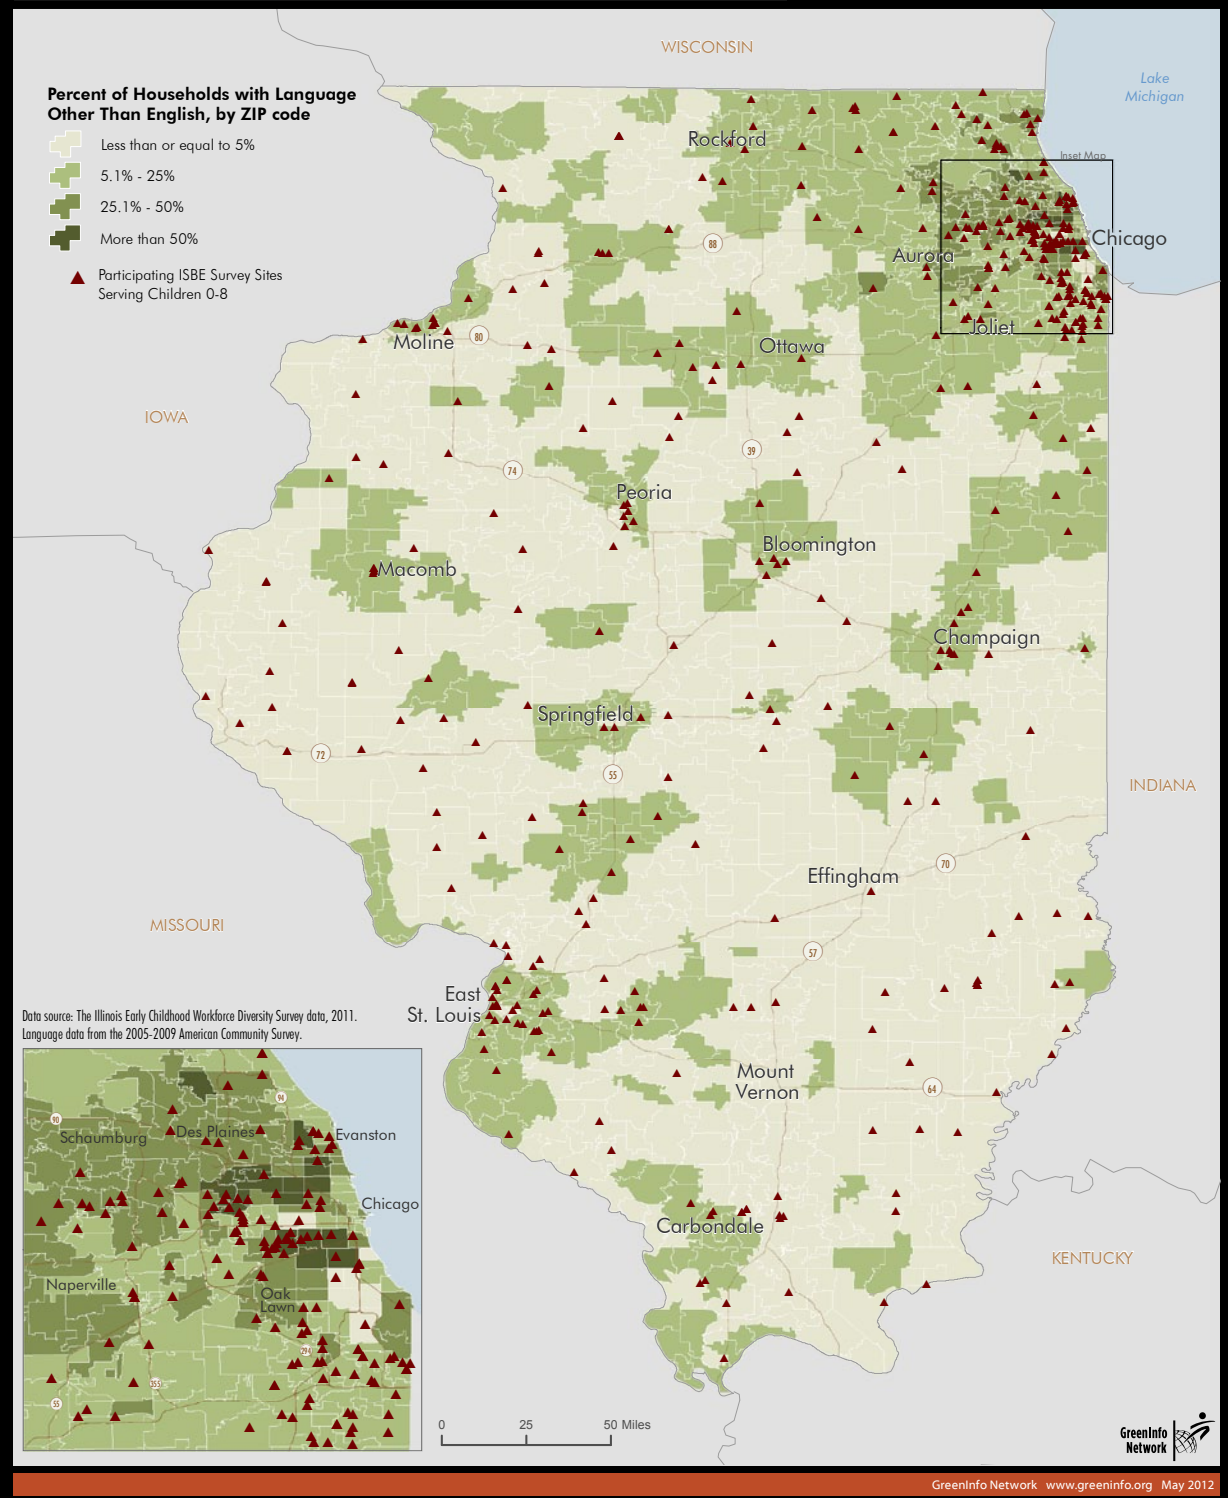 WISCONSIN
Lake
Michigan
Percent of Households with Language
Other Than English, by ZIP code
Less than or equal to 5%
5.1% - 25%
25.1% - 50%
More than 50%
Participating ISBE Survey Sites
Serving Children 0-8
Rockford
Inset Map
88
Chicago
Aurora
Moline
80
Ottawa
Joliet
IOWA
39
74
Peoria
Bloomington
Macomb
Champaign
Springfield
72
55
INDIANA
Effingham
70
MISSOURI
57
East
St. Louis
Data source: The Illinois Early Childhood Workforce Diversity Survey data, 2011.
Language data from the 2005-2009 American Community Survey.
Mount
Vernon
64
90
94
Schaumburg
Des Plaines
Evanston
Chicago
Carbondale
KENTUCKY
Naperville
Oak
Lawn
294
355
55
0
25
50 Miles
GreenInfo
Network
GreenInfo Network www.greeninfo.org May 2012